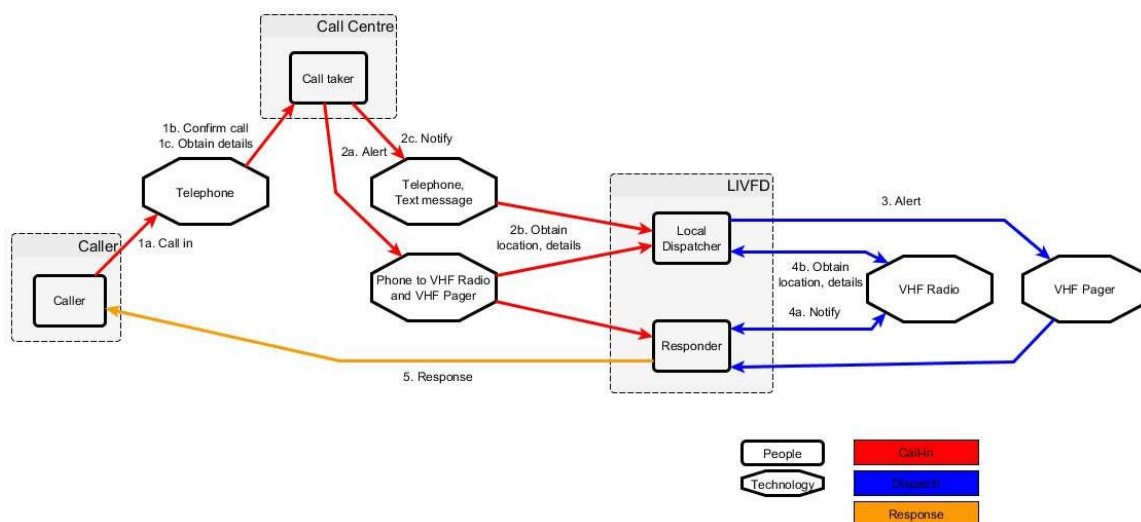 Call Centre
Call taker
1b. Confirm call
1c. Obtain details
2c. Notify
2a. Alert
Telephone
Telephone,
Text message
LIVFD
3. Alert
Caller
1a. Call in
2b. Obtain
location, details
Local
Dispatcher
4b. Obtain
location, details
Caller
Phone to VHF Radio
and VHF Pager
VHF Radio
VHF Pager
4a. Notify
Responder
5. Response
People
Call-in
Technology
Dispatch
Response